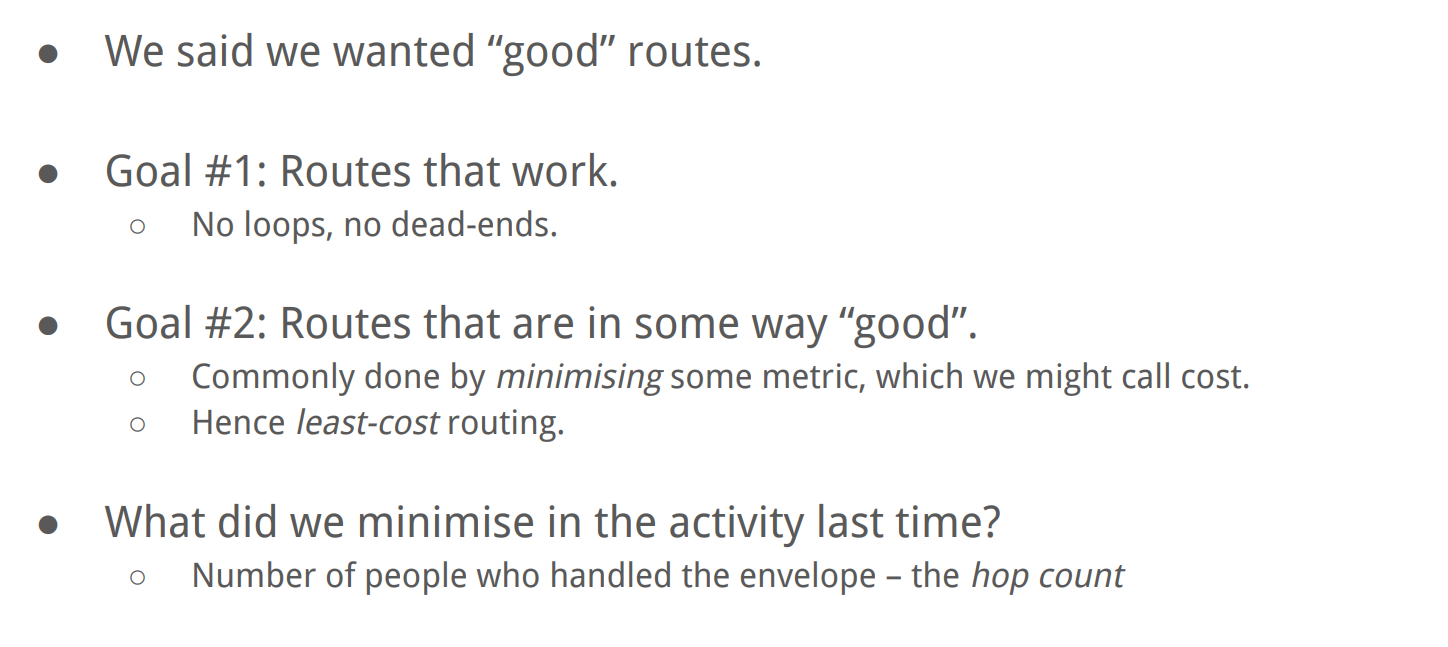 ● We said we wanted “good” routes.
● Goal #1: Routes that work.
○ No loops, no dead-ends.
● Goal #2: Routes that are in some way “good”.
○ Commonly done by minimising some metric, which we might call cost.
○ Hence least-cost routing.
● What did we minimise in the activity last time?
○ Number of people who handled the envelope – the hop count